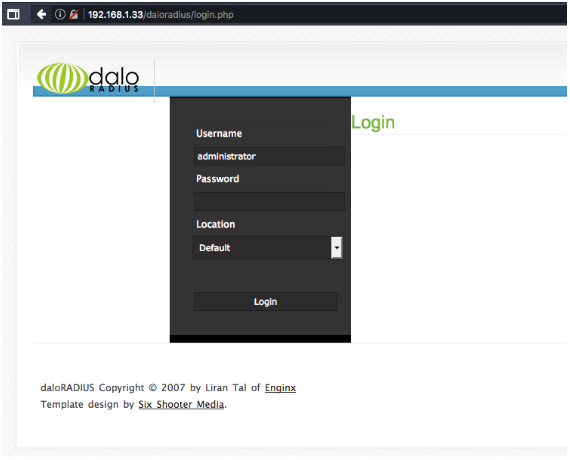 192.168.1.33/daloradius/login.php
dalo
RADIUS
Login
Username
administrator
Password
Location
Default
Login
daloRADIUS Copyright © 2007 by Liran Tal of Enginx
Template design by Six Shooter Media.